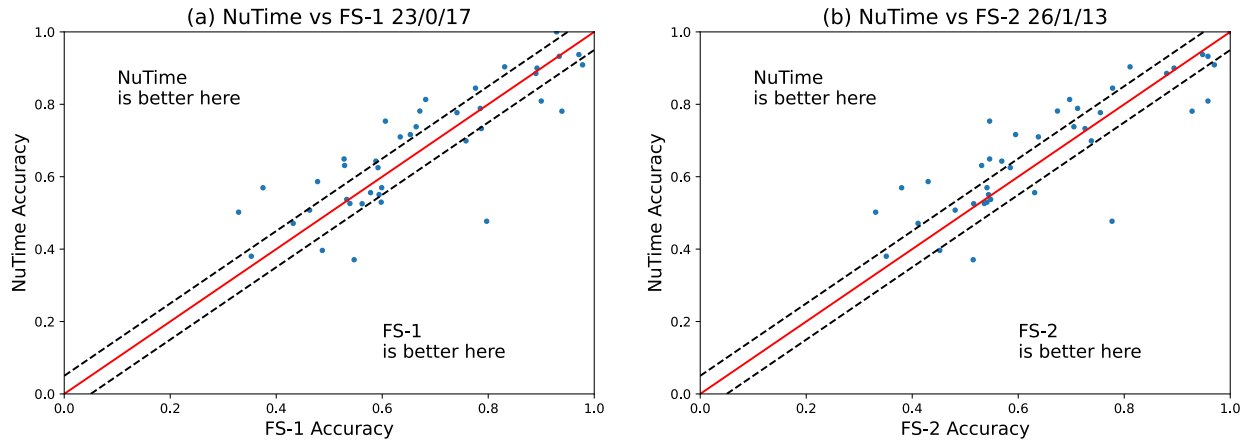 (a) NuTime vs FS-1 23/0/17
1.0
0.8
0.6
0.4
0.2
0.0
NuTime Accuracy
NuTime
is better here
FS-1
is better here
0.0 0.2 0.4 0.6 0.8 1.0
FS-1 Accuracy
(b) NuTime vs FS-2 26/1/13
1.0
0.8
0.6
0.4
0.2
0.0
NuTime Accuracy
NuTime
is better here
FS-2
is better here
0.0 0.2 0.4 0.6 0.8 1.0
FS-2 Accuracy